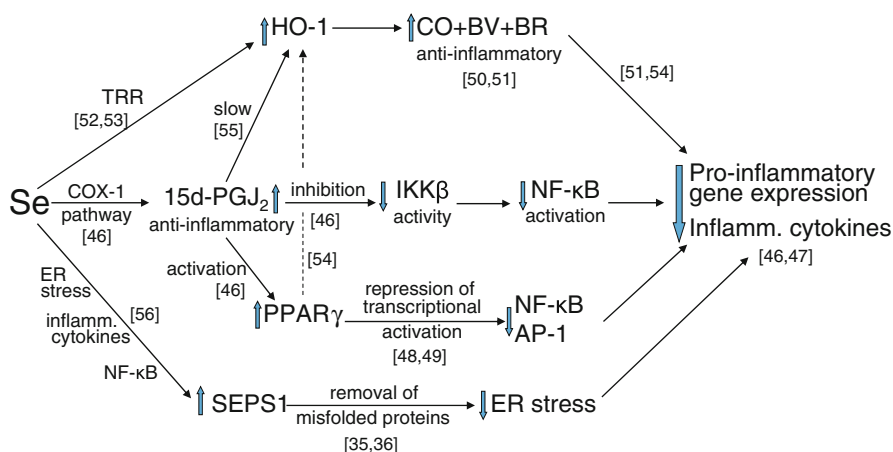 HO-1
CO+BV+BR
anti-inflammatory
[50,51]
[51,54]
TRR
[52,53]
slow
[55]
Se
COX-1
pathway
[46]
15d-PGJ₂
anti-inflammatory
inhibition
[46]
IKKβ
activity
NF-κB
activation
Pro-inflammatory
gene expression
Inflamm. cytokines
[46,47]
activation
[46]
[54]
PPARγ
repression of
transcriptional
activation
[48,49]
NF-κB
AP-1
ER
stress
inflamm.
cytokines
[56]
NF-κB
SEPS1
removal of
misfolded proteins
[35,36]
ER stress